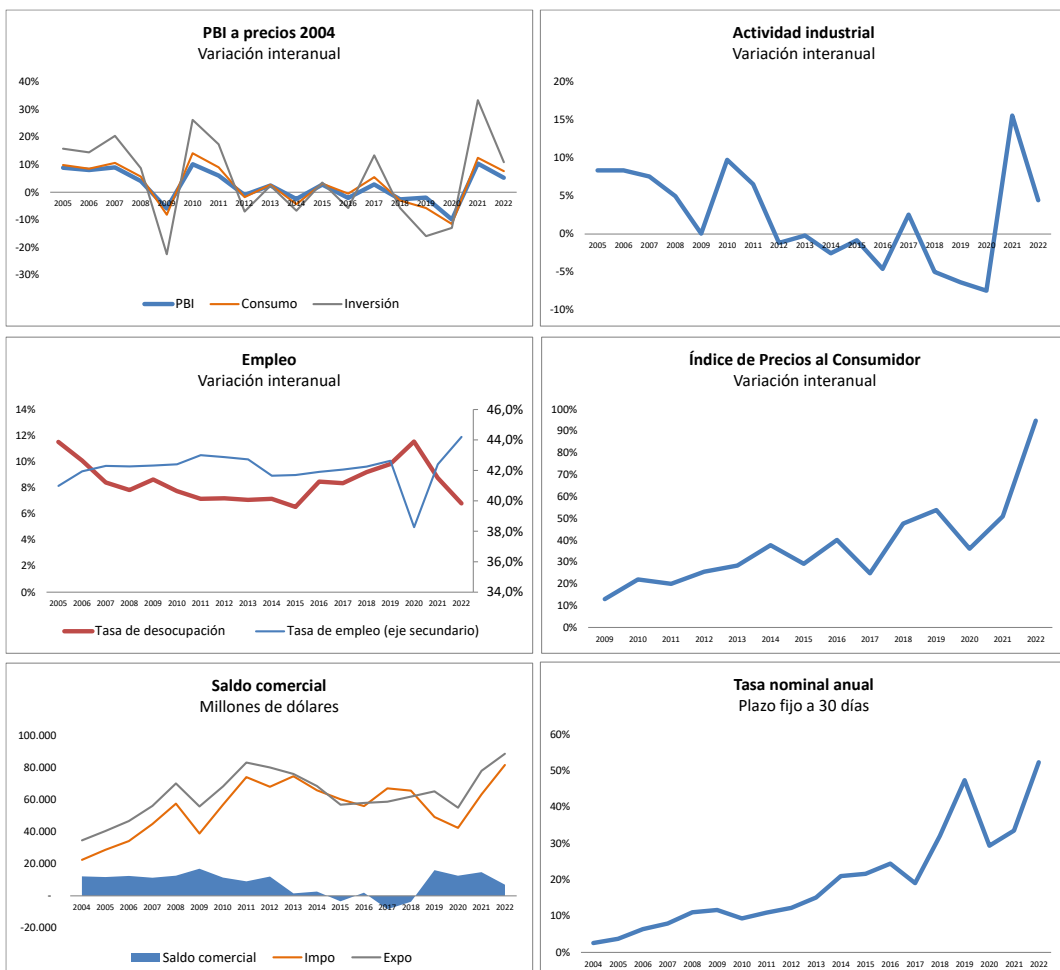 PBI a precios 2004
Variación interanual
40%
30%
20%
10%
0%
-10%
-20%
-30%
2005 2006 2007 2008 2009 2010 2011 2012 2013 2014 2015 2016 2017 2018 2019 2020 2021 2022
PBI Consumo Inversión
Actividad industrial
Variación interanual
20%
15%
10%
5%
0%
-5%
-10%
2005 2006 2007 2008 2009 2010 2011 2012 2013 2014 2015 2016 2017 2018 2019 2020 2021 2022
Empleo
Variación interanual
14%
12%
10%
8%
6%
4%
2%
0%
46,0%
44,0%
42,0%
40,0%
38,0%
36,0%
34,0%
2005 2006 2007 2008 2009 2010 2011 2012 2013 2014 2015 2016 2017 2018 2019 2020 2021 2022
Tasa de desocupación Tasa de empleo (eje secundario)
Índice de Precios al Consumidor
Variación interanual
100%
90%
80%
70%
60%
50%
40%
30%
20%
10%
0%
2009 2010 2011 2012 2013 2014 2015 2016 2017 2018 2019 2020 2021 2022
Saldo comercial
Millones de dólares
100.000
80.000
60.000
40.000
20.000
-
-20.000
2004 2005 2006 2007 2008 2009 2010 2011 2012 2013 2014 2015 2016 2017 2018 2019 2020 2021 2022
Saldo comercial Impo Expo
Tasa nominal anual
Plazo fijo a 30 días
60%
50%
40%
30%
20%
10%
0%
2004 2005 2006 2007 2008 2009 2010 2011 2012 2013 2014 2015 2016 2017 2018 2019 2020 2021 2022